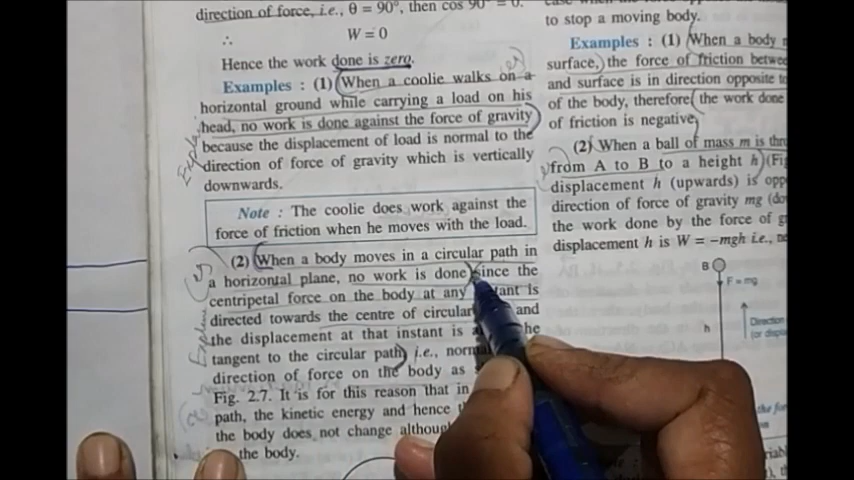 direction of force, i.e., θ = 90°, then cos 90° = 0.
∴ W = 0
Hence the work done is zero.
Examples : (1) When a coolie walks on a
horizontal ground while carrying a load on his
head, no work is done against the force of gravity
because the displacement of load is normal to the
direction of force of gravity which is vertically
downwards.
Note : The coolie does work against the
force of friction when he moves with the load.
(2) When a body moves in a circular path in
a horizontal plane, no work is done since the
centripetal force on the body at any
is
directed towards the centre of circular
and
the displacement at that instant is
tangent to the circular path, i.e.,
direction of force on the body as
Fig. 2.7. It is for this reason that in
path, the kinetic energy and hence
the body does not change
the body.
Explain
to stop a moving body.
Examples : (1) When a body
surface, the force of friction
and surface is in direction opposite
of the body, therefore, the work done
of friction is negative.
(2) When a ball of mass m is
from A to B to a height h
displacement h (upwards) is
direction of force of gravity mg
the work done by the force of
displacement h is W = –mgh i.e.,
B
F = mg
h
Direction